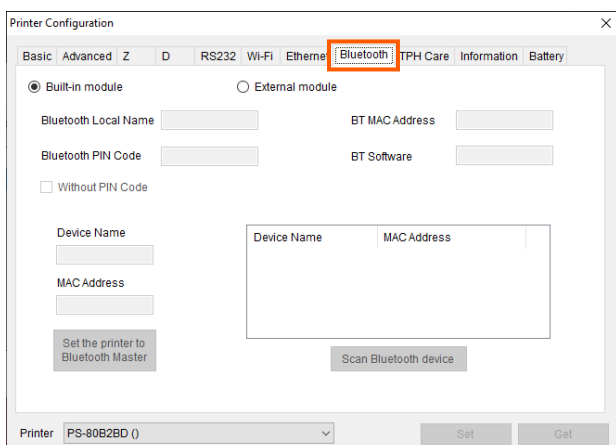 Printer Configuration
Basic Advanced Z D RS232 Wi-Fi Ethernet Bluetooth TPH Care Information Battery
Built-in module External module
Bluetooth Local Name BT MAC Address
Bluetooth PIN Code BT Software
Without PIN Code
Device Name
Device Name MAC Address
MAC Address
Set the printer to
Bluetooth Master
Scan Bluetooth device
Printer PS-80B2BD () Set Get